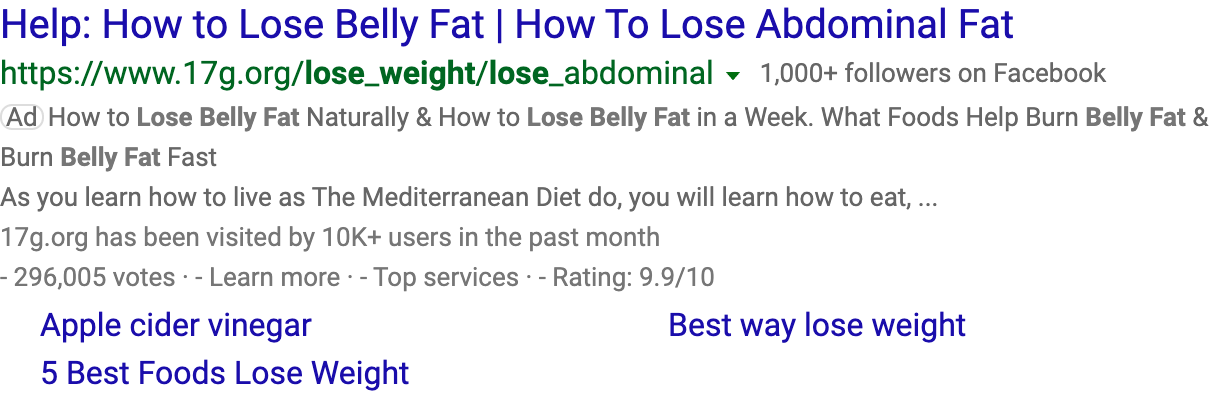 Help: How to Lose Belly Fat | How To Lose Abdominal Fat
https://www.17g.org/lose_weight/lose_abdominal ▾ 1,000+ followers on Facebook
Ad How to Lose Belly Fat Naturally & How to Lose Belly Fat in a Week. What Foods Help Burn Belly Fat &
Burn Belly Fat Fast
As you learn how to live as The Mediterranean Diet do, you will learn how to eat, ...
17g.org has been visited by 10K+ users in the past month
- 296,005 votes · - Learn more · - Top services · - Rating: 9.9/10
Apple cider vinegar Best way lose weight
5 Best Foods Lose Weight